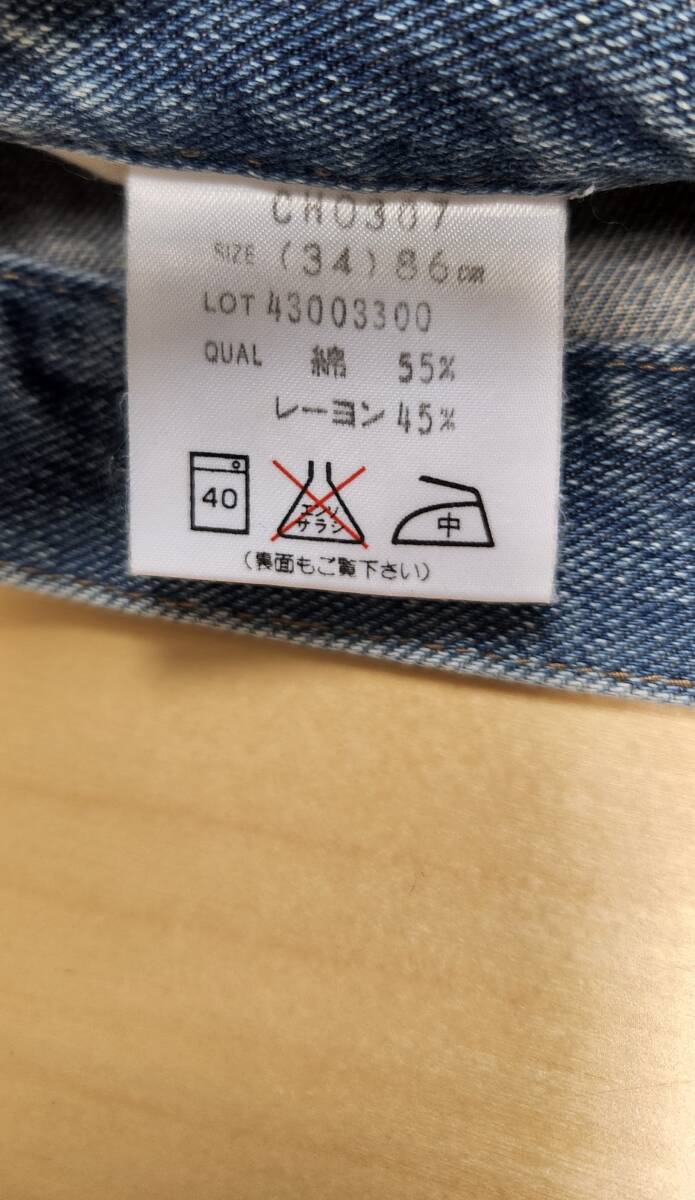 CH0307
SIZE (34) 86cm
LOT 43003300
QUAL 綿 55%
レーヨン 45%
40
エンソ
サラシ
中
(裏面もご覧下さい)